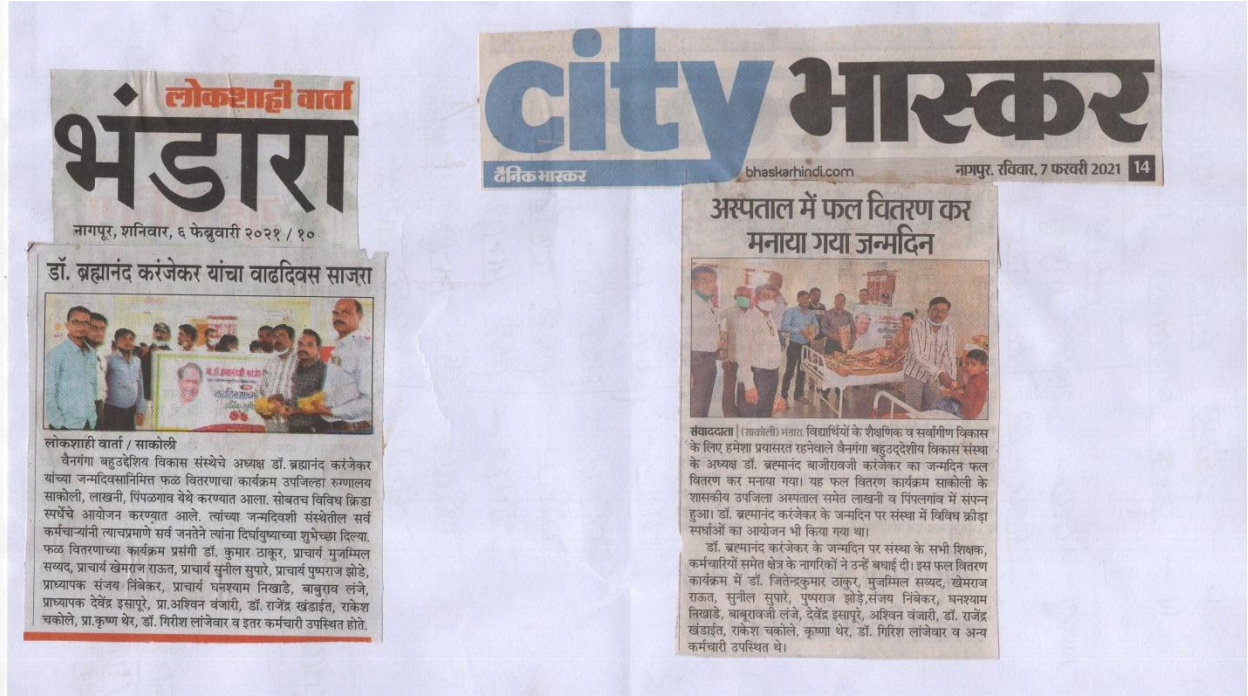 लोकशाही वार्ता
भंडारा
नागपूर, शनिवार, ६ फेब्रुवारी २०२१ / १०
डॉ. ब्रह्मानंद करंजेकर यांचा वाढदिवस साजरा
लोकशाही वार्ता / साकोली
वैनगंगा बहुउद्देशिय विकास संस्थेचे अध्यक्ष डॉ. ब्रह्मानंद करंजेकर
यांच्या जन्मदिवसानिमित्त फळ वितरणाचा कार्यक्रम उपजिल्हा रुग्णालय
साकोली, लाखनी, पिंपळगाव येथे करण्यात आला. सोबतच विविध क्रिडा
स्पर्धेचे आयोजन करण्यात आले. त्यांच्या जन्मदिवशी संस्थेतील सर्व
कर्मचाऱ्यांनी त्याचप्रमाणे सर्व जनतेने त्यांना दिर्घायुष्याच्या शुभेच्छा दिल्या.
फळ वितरणाच्या कार्यक्रम प्रसंगी डॉ. कुमार ठाकूर, प्राचार्य मुजम्मिल
सय्यद, प्राचार्य खेमराज राऊत, प्राचार्य सुनील सुपारे, प्राचार्य पुष्पराज झोडे,
प्राध्यापक संजय निंबेकर, प्राचार्य घनश्याम निखाडे, बाबुराव लंजे,
प्राध्यापक देवेंद्र इसापूरे, प्रा.अश्विन वंजारी, डॉ. राजेंद्र खंडाईत, राकेश
चकोले, प्रा.कृष्ण थेर, डॉ. गिरीश लांजेवार व इतर कर्मचारी उपस्थित होते.
city भास्कर
दैनिक भास्कर
bhaskarhindi.com
नागपुर, रविवार, 7 फरवरी 2021 14
अस्पताल में फल वितरण कर
मनाया गया जन्मदिन
संवाददाता | (साकोली) भंडारा. विद्यार्थियों के शैक्षणिक व सर्वांगीण विकास
के लिए हमेशा प्रयासरत रहनेवाले वैनगंगा बहुउद्देशीय विकास संस्था
के अध्यक्ष डॉ. ब्रह्मानंद बाजीरावजी करंजेकर का जन्मदिन फल
वितरण कर मनाया गया। यह फल वितरण कार्यक्रम साकोली के
शासकीय उपजिला अस्पताल समेत लाखनी व पिंपलगांव में संपन्न
हुआ। डॉ. ब्रह्मानंद करंजेकर के जन्मदिन पर संस्था में विविध क्रीड़ा
स्पर्धाओं का आयोजन भी किया गया था।
डॉ. ब्रह्मानंद करंजेकर के जन्मदिन पर संस्था के सभी शिक्षक,
कर्मचारियों समेत क्षेत्र के नागरिकों ने उन्हें बधाई दी। इस फल वितरण
कार्यक्रम में डॉ. जितेन्द्रकुमार ठाकुर, मुजम्मिल सय्यद, खेमराज
राऊत, सुनील सुपारे, पुष्पराज झोड़े,संजय निंबेकर, घनश्याम
निखाडे, बाबूरावजी लंजे, देवेंद्र इसापूरे, अश्विन वंजारी, डॉ. राजेंद्र
खंडाईत, राकेश चकोले, कृष्णा थेर, डॉ. गिरिश लांजेवार व अन्य
कर्मचारी उपस्थित थे।